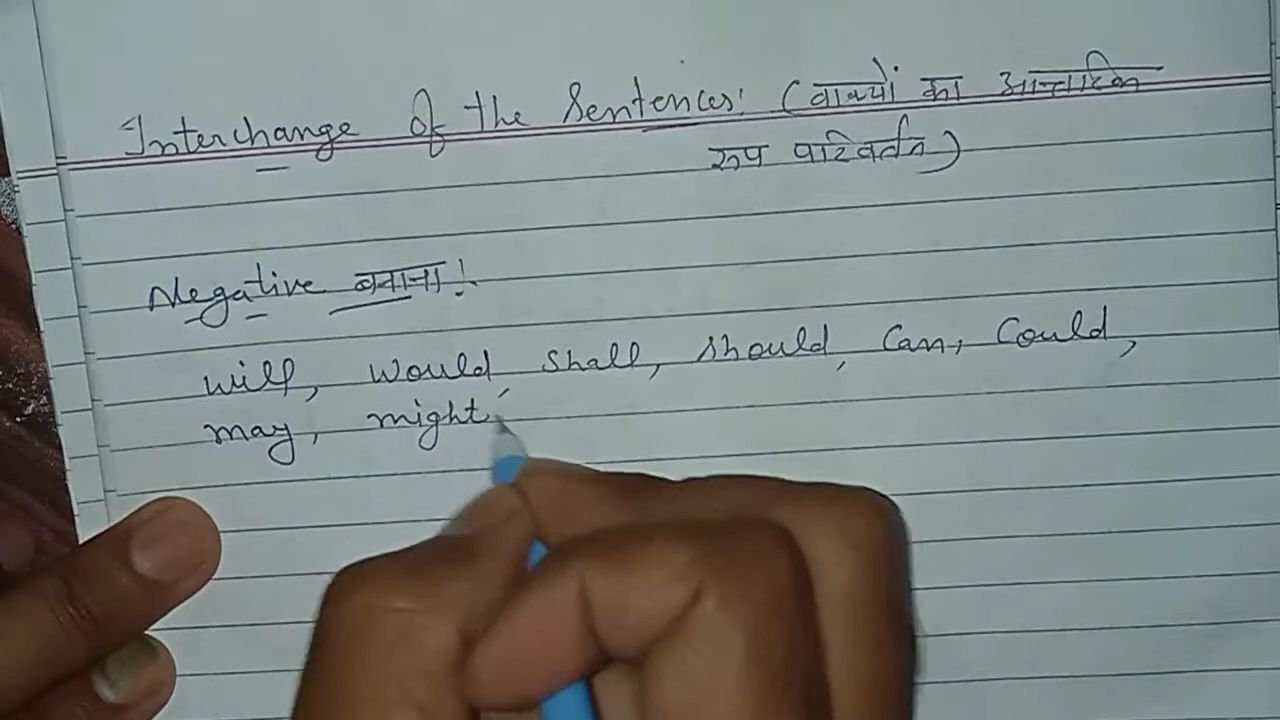 Interchange of the Sentences: (वाक्यों का आन्तरिक
रूप परिवर्तन)
Negative बनाना!
will, would, shall, should, can, could,
may, might,